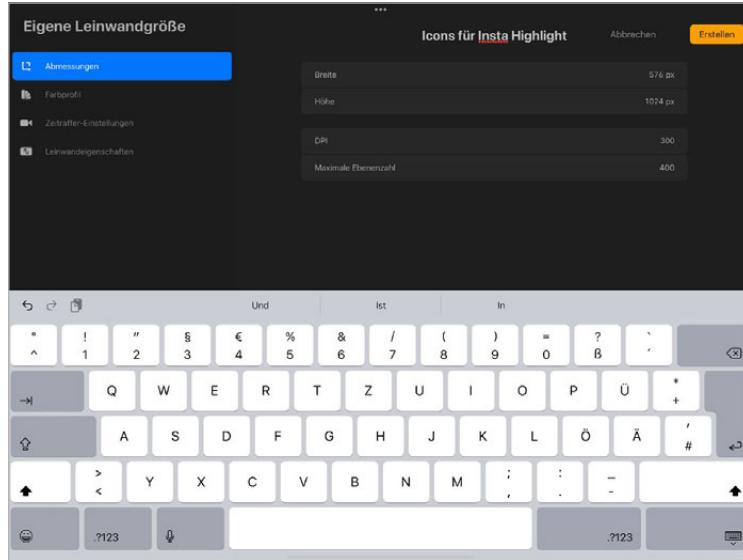 Eigene Leinwandgröße
Icons für Insta Highlight
Abbrechen
Erstellen
Abmessungen
Farbprofil
Zeitraffer-Einstellungen
Leinwandeigenschaften
Breite 576 px
Höhe 1024 px
DPI 300
Maximale Ebenenzahl 400
Und Ist In
° ! " § € % & / ( ) = ? `
^ 1 2 3 4 5 6 7 8 9 0 ß ´
Q W E R T Z U I O P Ü * +
A S D F G H J K L Ö Ä ' #
> < Y X C V B N M ; , : . _ -
.?123 .?123